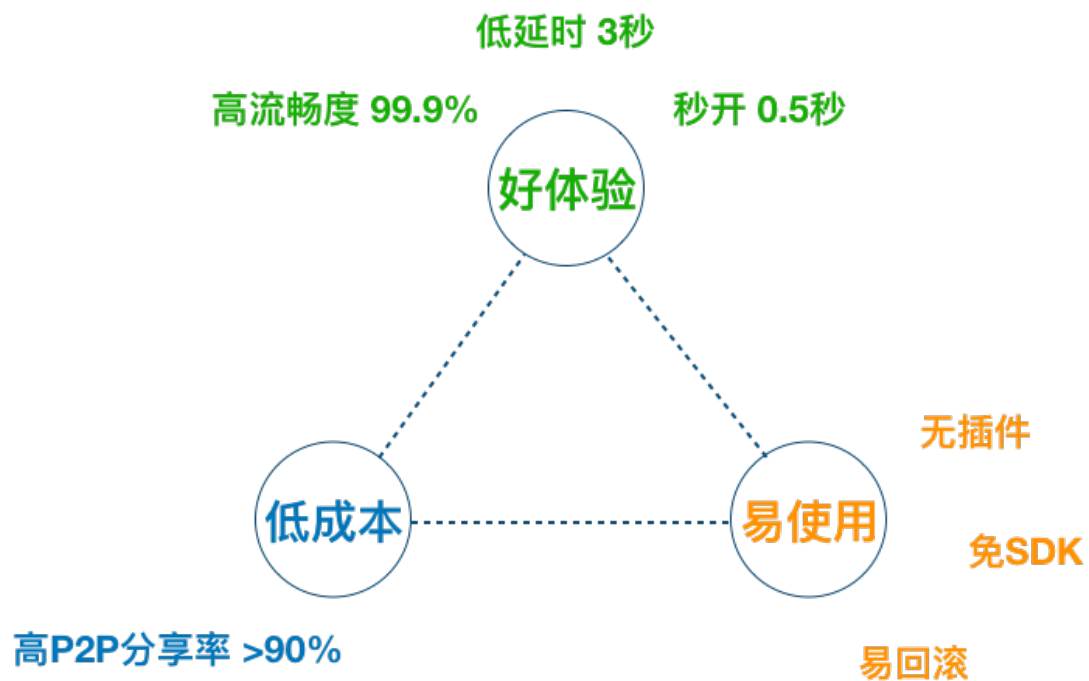 低延时 3秒
高流畅度 99.9%
秒开 0.5秒
好体验
无插件
低成本
易使用
免SDK
高P2P分享率 >90%
易回滚